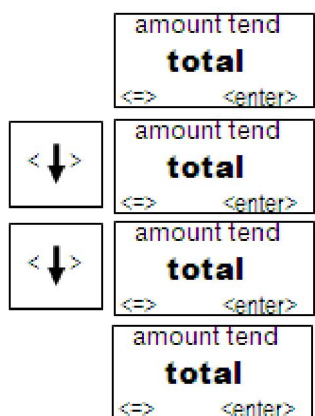 amount tend
total
<=> <enter>
amount tend
< ↓ > total
<=> <enter>
amount tend
< ↓ > total
<=> <enter>
amount tend
total
<=> <enter>